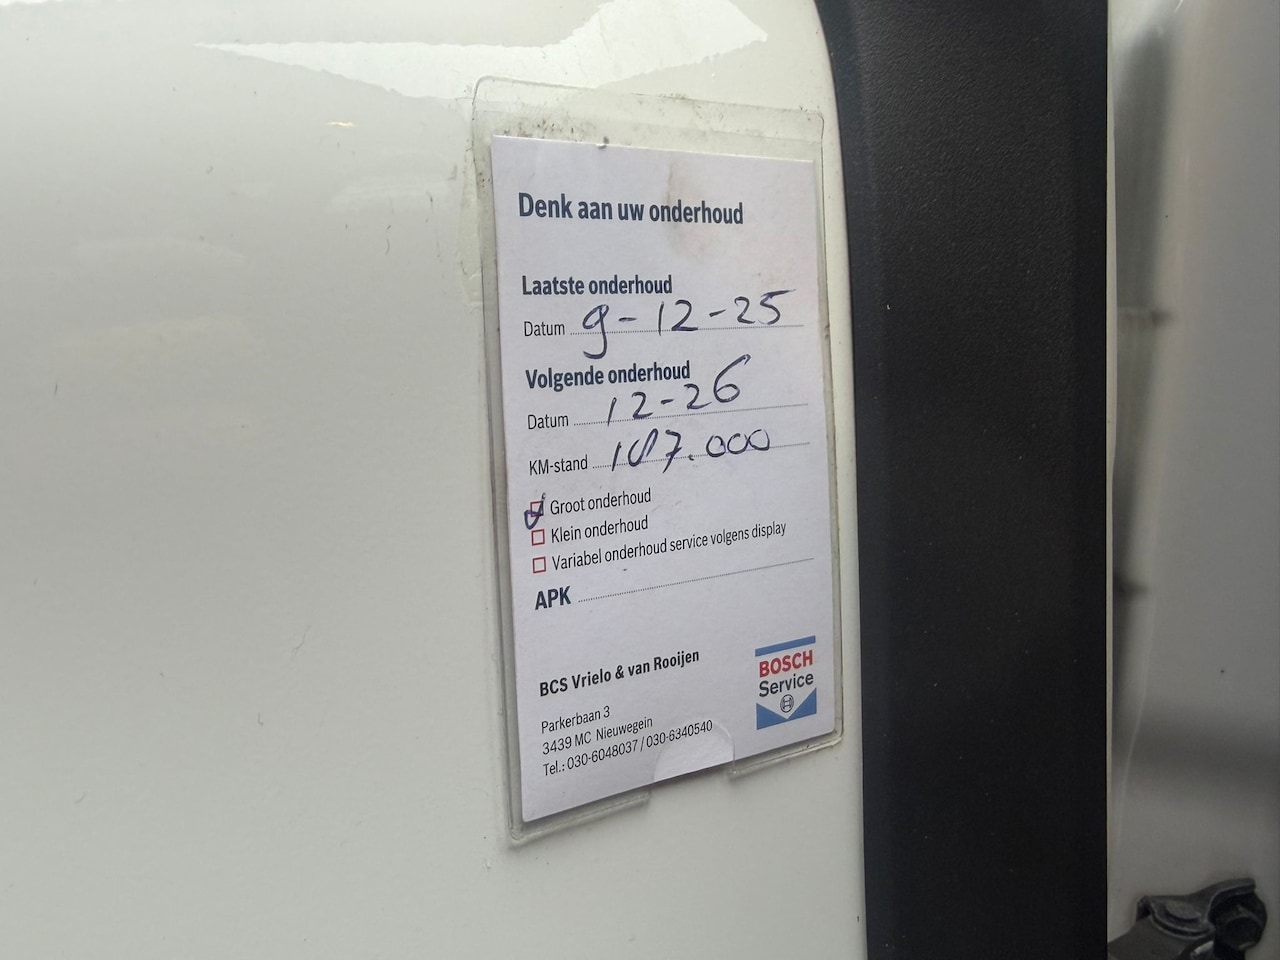 Denk aan uw onderhoud
Laatste onderhoud
Datum 9-12-25
Volgende onderhoud
Datum 12-26
KM-stand
Groot onderhoud
Klein onderhoud
Variabel onderhoud service volgens display
APK
BCS Vrielo & van Rooijen
Parkerbaan 3
3439 MC Nieuwegein
Tel.: 030-6048037 / 030-6340540
BOSCH
Service